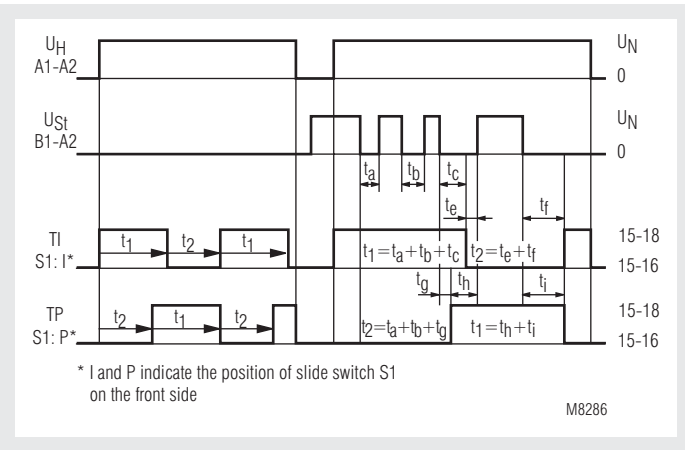 UH
A1-A2
UN
0
USt
B1-A2
UN
0
ta tb tc
te tf
TI
S1: I*
t1 t2 t1
t1=ta+tb+tc t2=te+tf
15-18
15-16
tg th ti
TP
S1: P*
t2 t1 t2
t2=ta+tb+tg t1=th+ti
15-18
15-16
* I and P indicate the position of slide switch S1
on the front side
M8286